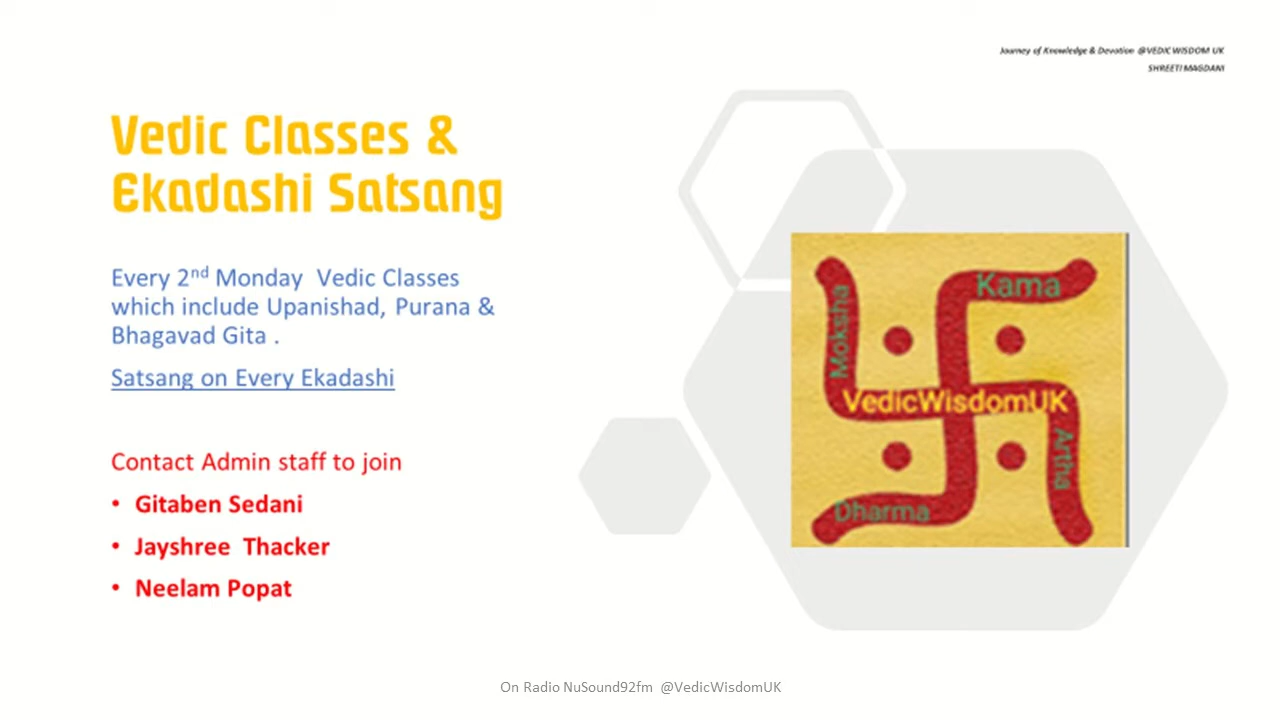 Journey of Knowledge & Devotion @VEDIC WISDOM UK
SHREETI MAGDANI
Vedic Classes &
Ekadashi Satsang
Every 2nd Monday Vedic Classes
which include Upanishad, Purana &
Bhagavad Gita .
Satsang on Every Ekadashi
Contact Admin staff to join
• Gitaben Sedani
• Jayshree Thacker
• Neelam Popat
Kama
Moksha
VedicWisdomUK
Artha
Dharma
On Radio NuSound92fm @VedicWisdomUK